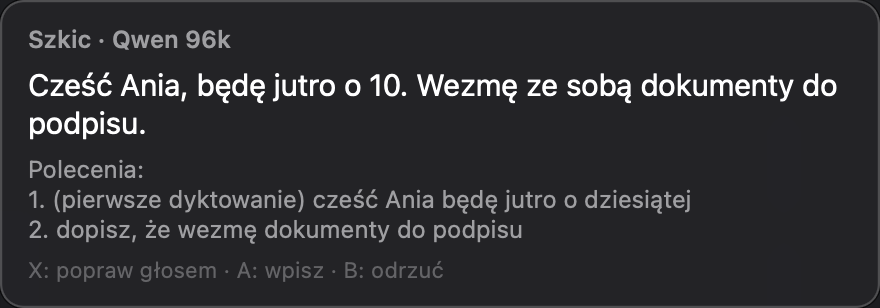 Szkic · Qwen 96k
Cześć Ania, będę jutro o 10. Wezmę ze sobą dokumenty do
podpisu.
Polecenia:
1. (pierwsze dyktowanie) cześć Ania będę jutro o dziesiątej
2. dopisz, że wezmę dokumenty do podpisu
X: popraw głosem · A: wpisz · B: odrzuć